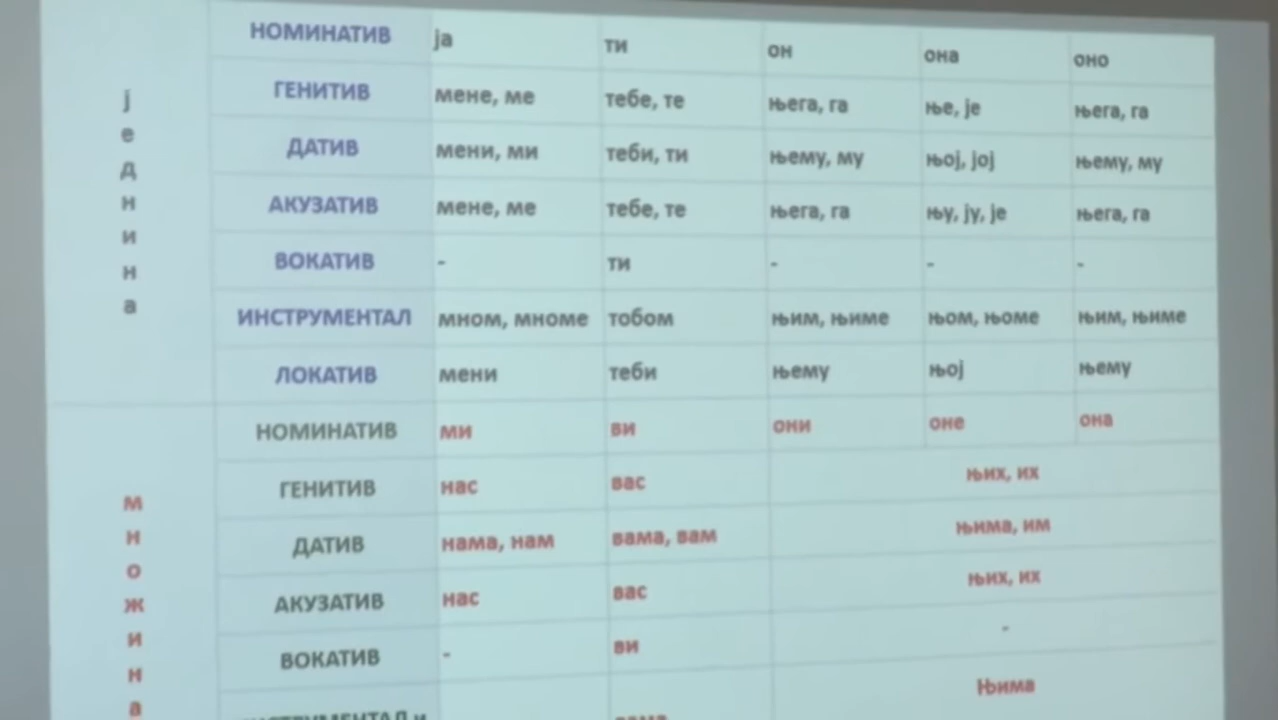 једнина
НОМИНАТИВ ја ти он она оно
ГЕНИТИВ мене, ме тебе, те њега, га ње, је њега, га
ДАТИВ мени, ми теби, ти њему, му њој, јој њему, му
АКУЗАТИВ мене, ме тебе, те њега, га њу, ју, је њега, га
ВОКАТИВ - ти - - -
ИНСТРУМЕНТАЛ мном, мноме тобом њим, њиме њом, њоме њим, њиме
ЛОКАТИВ мени теби њему њој њему
множина
НОМИНАТИВ ми ви они оне она
ГЕНИТИВ нас вас њих, их
ДАТИВ нама, нам вама, вам њима, им
АКУЗАТИВ нас вас њих, их
ВОКАТИВ - ви -
ИНСТРУМЕНТАЛ и вама Њима